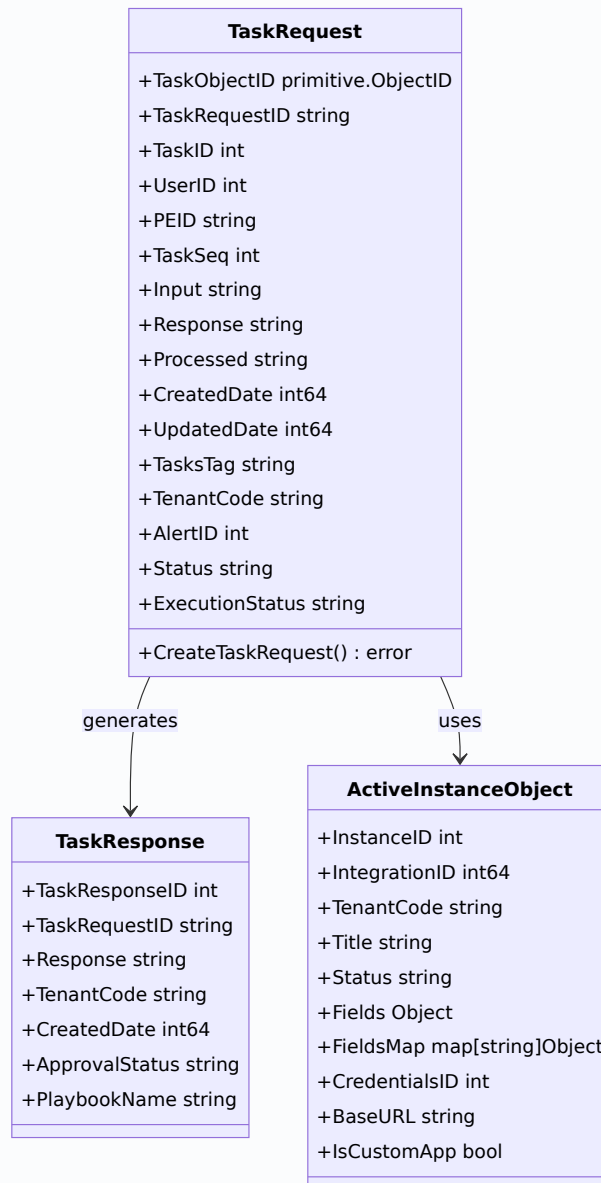 TaskRequest
+TaskObjectID primitive.ObjectID
+TaskRequestID string
+TaskID int
+UserID int
+PEID string
+TaskSeq int
+Input string
+Response string
+Processed string
+CreatedDate int64
+UpdatedDate int64
+TasksTag string
+TenantCode string
+AlertID int
+Status string
+ExecutionStatus string
+CreateTaskRequest() : error
generates
uses
TaskResponse
+TaskResponseID int
+TaskRequestID string
+Response string
+TenantCode string
+CreatedDate int64
+ApprovalStatus string
+PlaybookName string
ActiveInstanceObject
+InstanceID int
+IntegrationID int64
+TenantCode string
+Title string
+Status string
+Fields Object
+FieldsMap map[string]Object
+CredentialsID int
+BaseURL string
+IsCustomApp bool